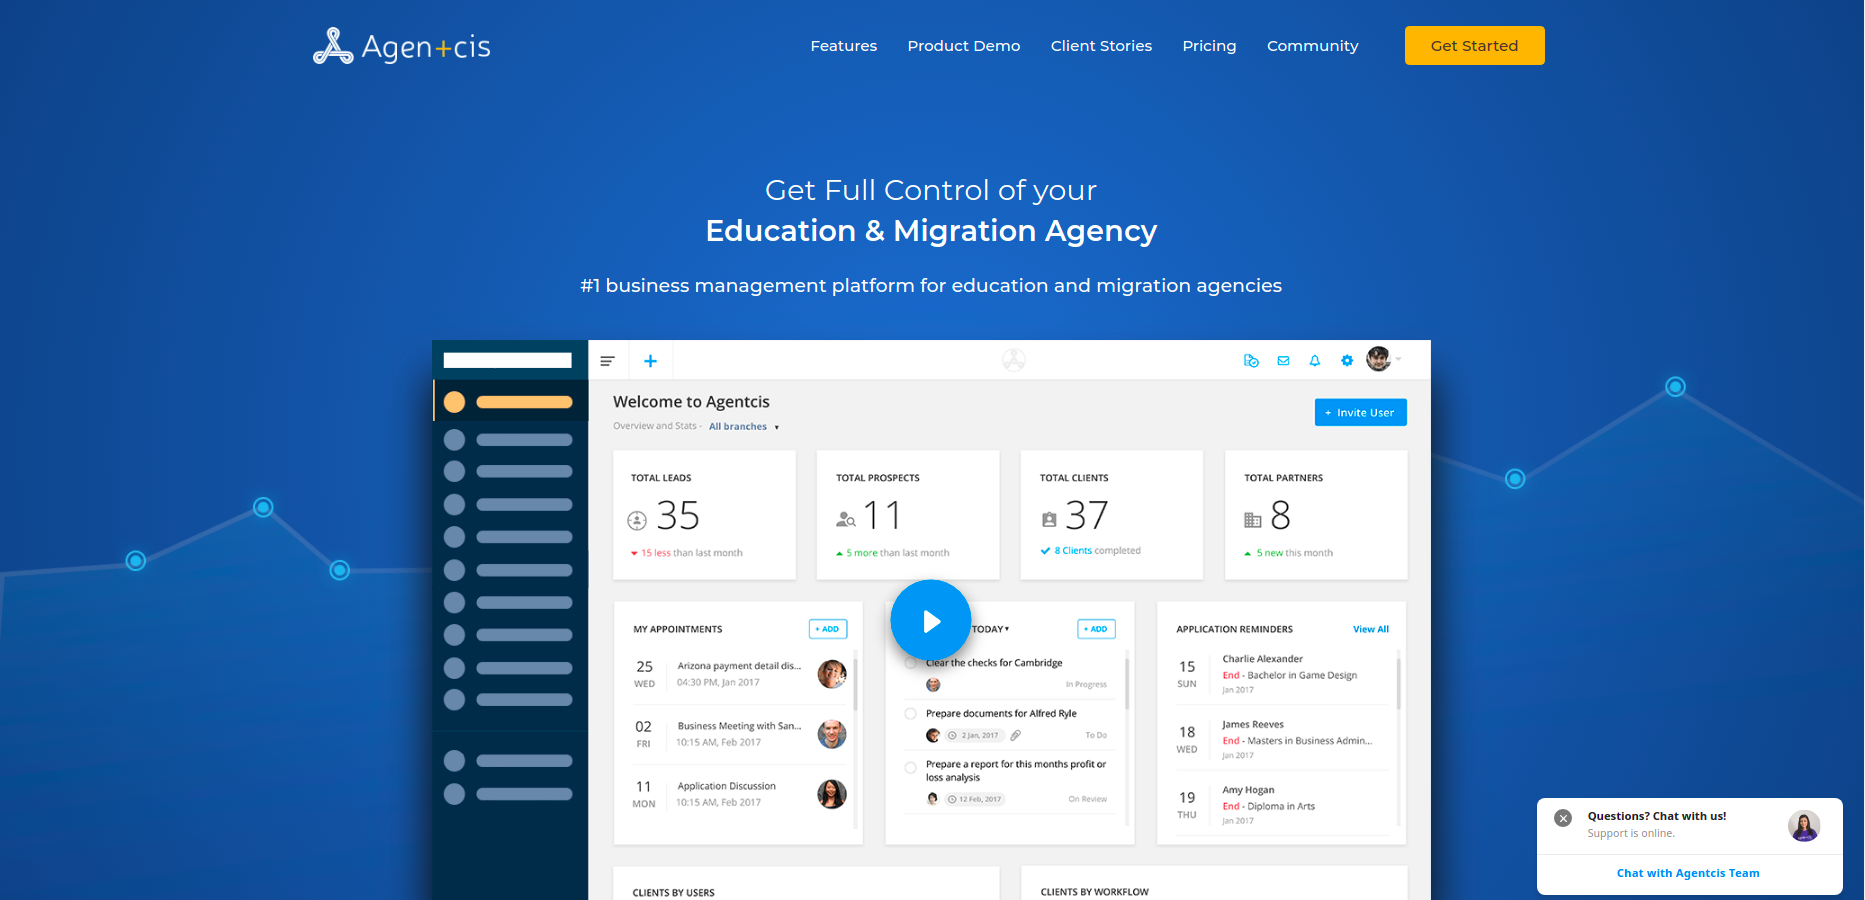 Agentcis
Features
Product Demo
Client Stories
Pricing
Community
Get Started
Get Full Control of your
Education & Migration Agency
#1 business management platform for education and migration agencies
Welcome to Agentcis
+ Invite User
Overview and Stats - All branches
TOTAL LEADS
35
15 less than last month
TOTAL PROSPECTS
11
5 more than last month
TOTAL CLIENTS
37
8 Clients completed
TOTAL PARTNERS
8
5 new this month
MY APPOINTMENTS
+ ADD
25
WED
Arizona payment detail dis...
04:30 PM, Jan 2017
02
FRI
Business Meeting with San...
10:15 AM, Feb 2017
11
MON
Application Discussion
10:15 AM, Feb 2017
TODAY
+ ADD
Clear the checks for Cambridge
In Progress
Prepare documents for Alfred Ryle
2 Jan, 2017
To Do
Prepare a report for this months profit or
loss analysis
12 Feb, 2017
On Review
APPLICATION REMINDERS
View All
15
SUN
Charlie Alexander
End - Bachelor in Game Design
Jan 2017
18
WED
James Reeves
End - Masters in Business Admin...
Jan 2017
19
THU
Amy Hogan
End - Diploma in Arts
Jan 2017
CLIENTS BY USERS
CLIENTS BY WORKFLOW
Questions? Chat with us!
Support is online.
Chat with Agentcis Team